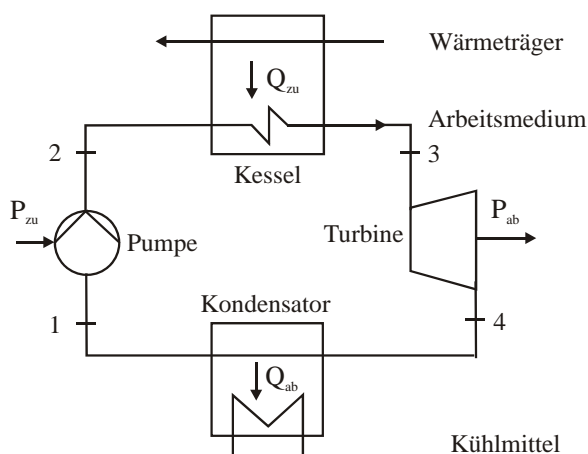 Wärmeträger
Q_zu
Arbeitsmedium
2
3
Kessel
P_zu
P_ab
Turbine
Pumpe
Kondensator
1
4
Q_ab
Kühlmittel